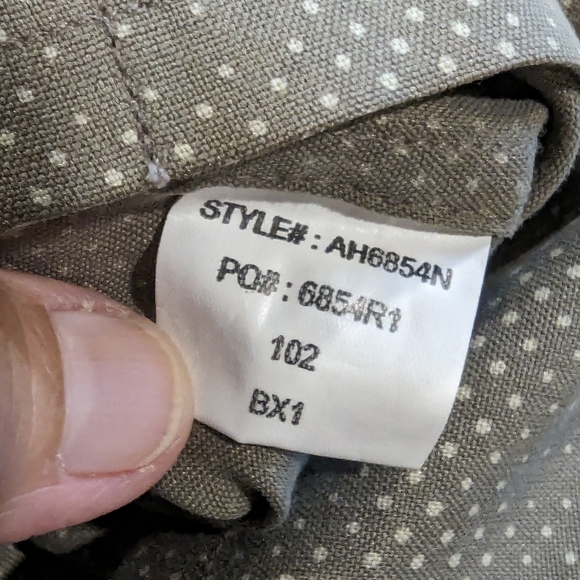 STYLE# : AH6854N
PO# : 6854R1
102
BX1